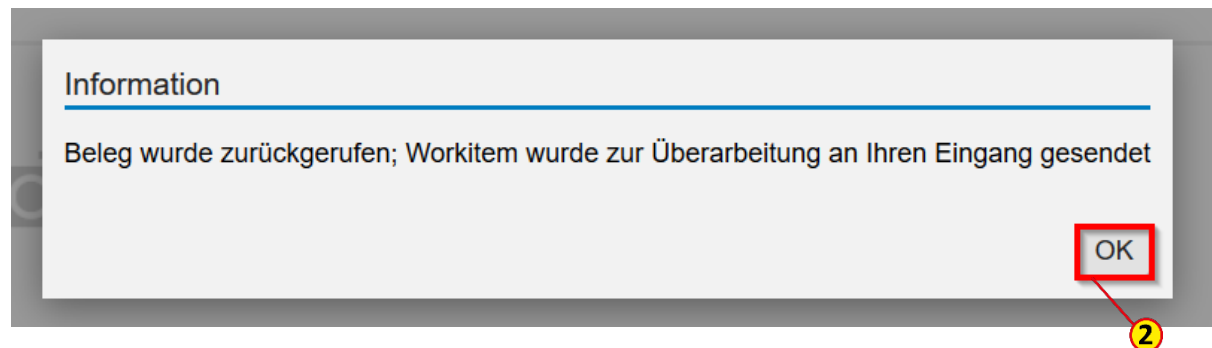 Information
Beleg wurde zurückgerufen; Workitem wurde zur Überarbeitung an Ihren Eingang gesendet
OK
2